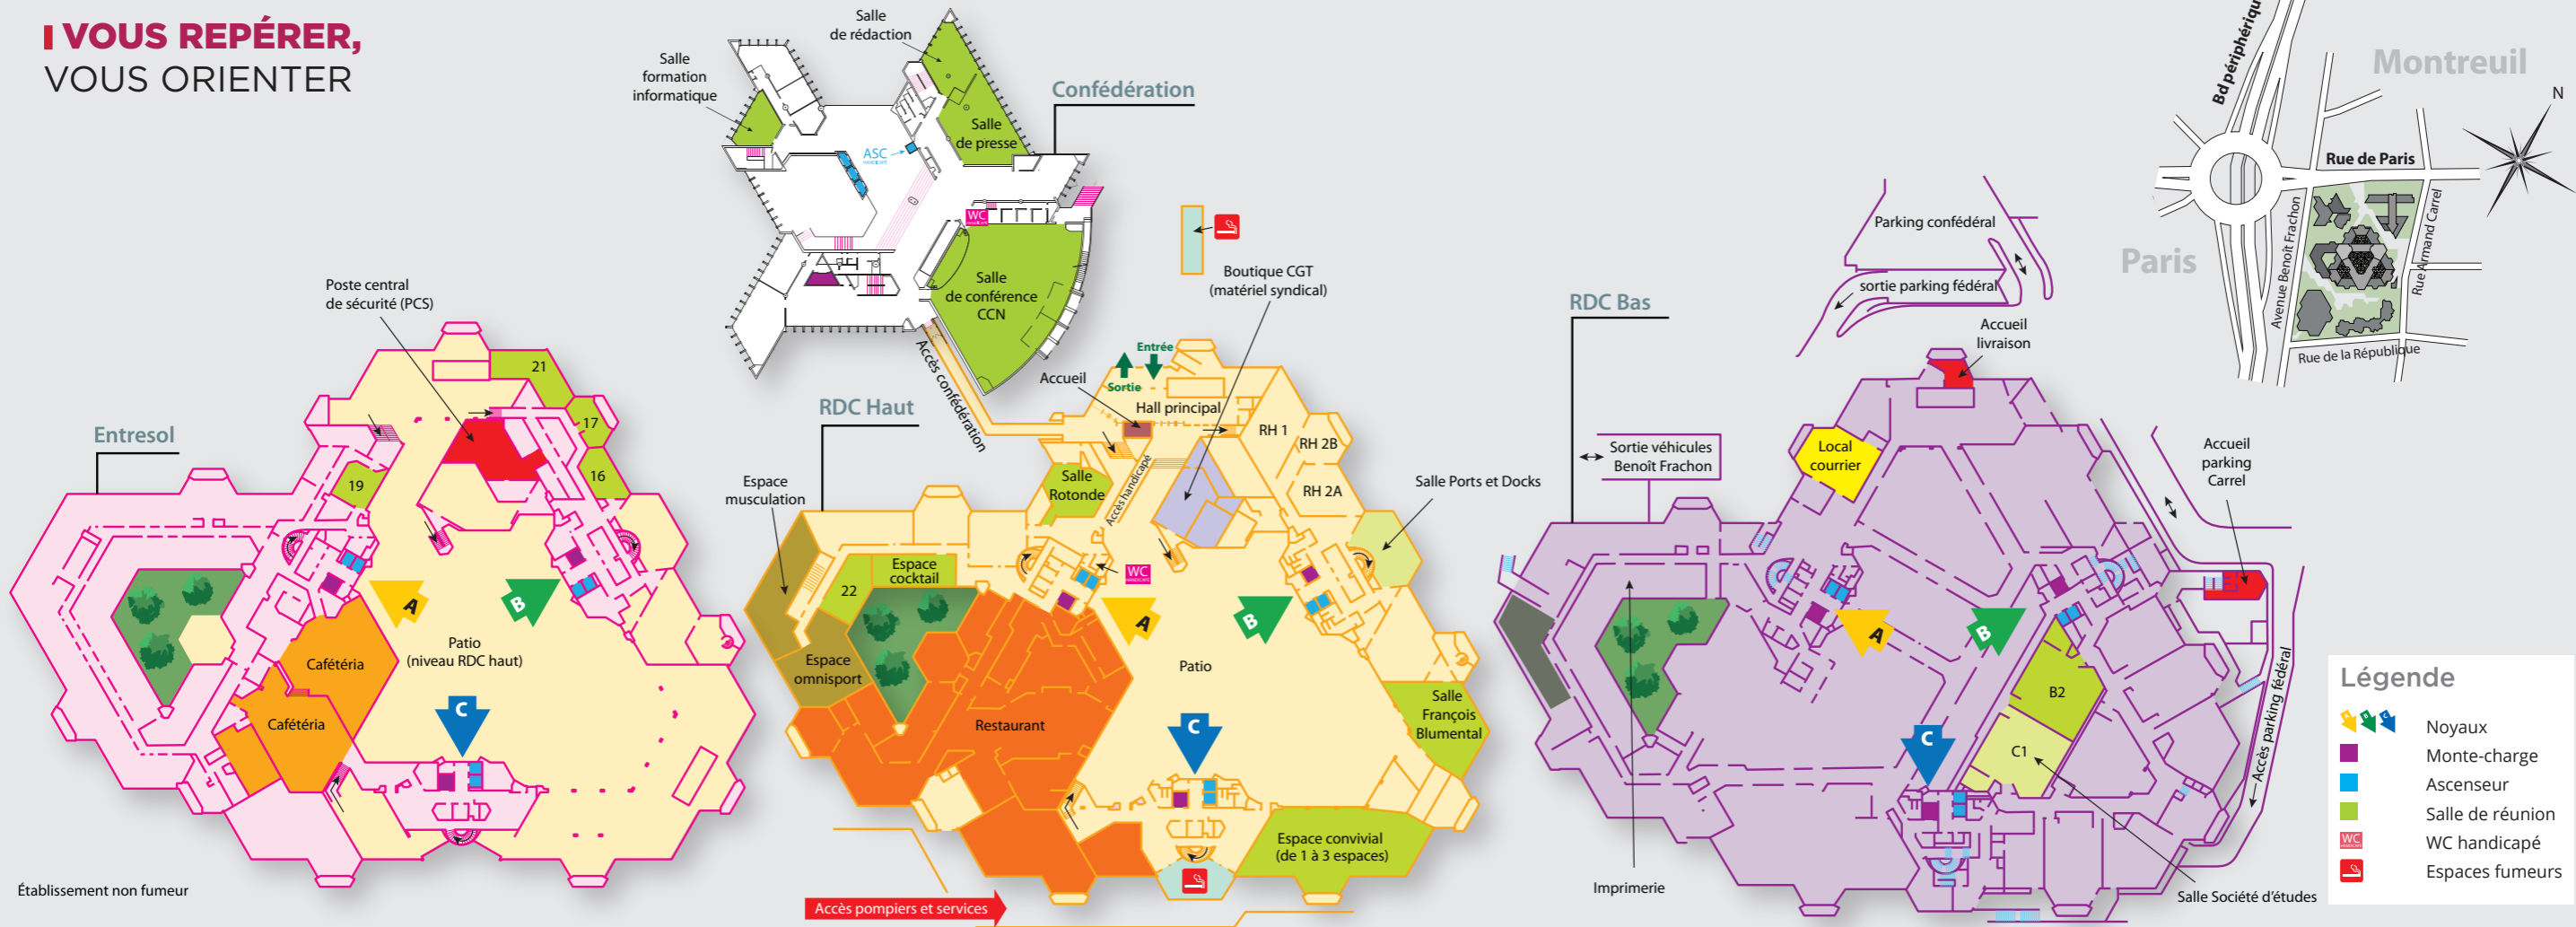 VOUS REPÉRER,
VOUS ORIENTER
Entresol
Poste central
de sécurité (PCS)
21
17
16
19
A
B
C
Patio
(niveau RDC haut)
Cafétéria
Cafétéria
Établissement non fumeur
Confédération
Salle
de rédaction
Salle
formation
informatique
Salle
de presse
ASC
WC
Salle
de conférence
CCN
Accès confédération
RDC Haut
Boutique CGT
(matériel syndical)
Entrée
Sortie
Accueil
Hall principal
RH 1
RH 2B
RH 2A
Salle
Rotonde
Accès handicapé
Salle Ports et Docks
Espace
musculation
Espace
cocktail
22
WC
HANDICAPÉ
A
B
C
Patio
Espace
omnisport
Restaurant
Salle
François
Blumental
Espace convivial
(de 1 à 3 espaces)
Accès pompiers et services
RDC Bas
Parking confédéral
sortie parking fédéral
Accueil
livraison
Sortie véhicules
Benoît Frachon
Local
courrier
Accueil
parking
Carrel
A
B
C
B2
C1
Accès parking fédéral
Imprimerie
Salle Société d'études
Bd périphérique
Montreuil
N
Rue de Paris
Paris
Avenue Benoît Frachon
Rue Armand Carrel
Rue de la République
Légende
Noyaux
Monte-charge
Ascenseur
Salle de réunion
WC handicapé
Espaces fumeurs